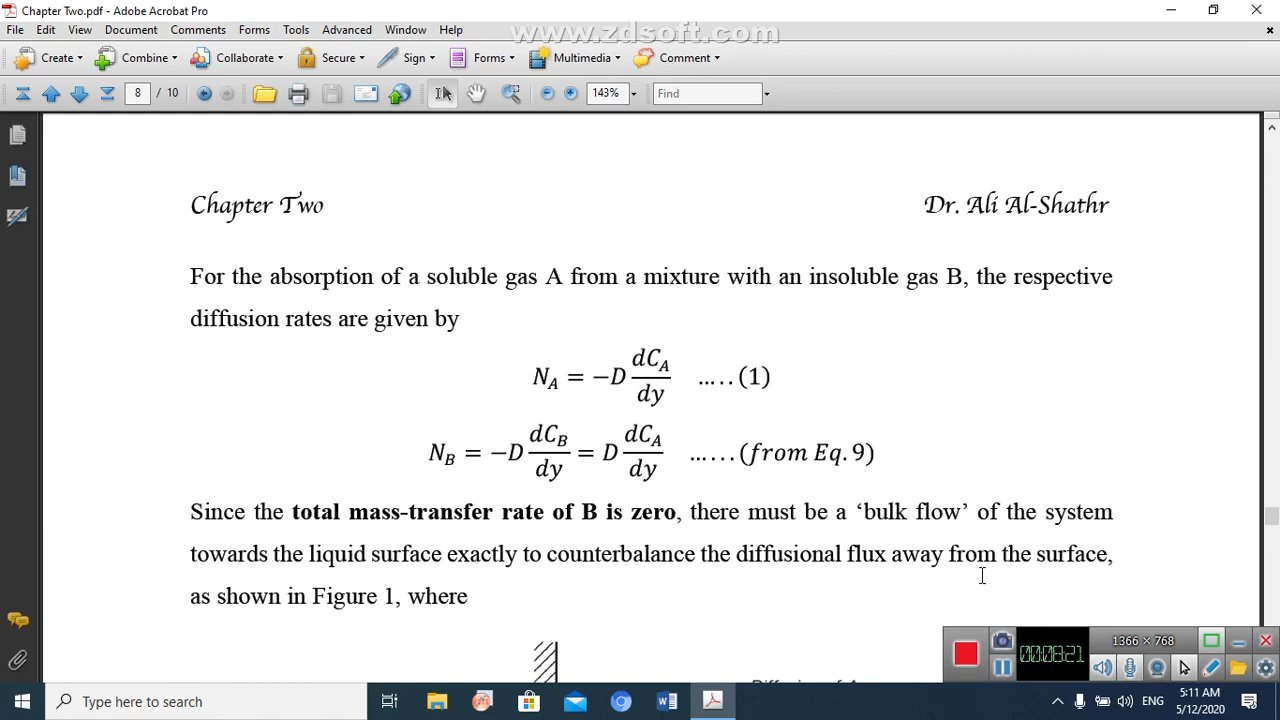 Chapter Two.pdf - Adobe Acrobat Pro
www.zdsoft.com
File Edit View Document Comments Forms Tools Advanced Window Help
Create Combine Collaborate Secure Sign Forms Multimedia Comment
8 / 10 143% Find
Chapter Two Dr. Ali Al-Shathr
For the absorption of a soluble gas A from a mixture with an insoluble gas B, the respective
diffusion rates are given by
N_A = −D dC_A/dy ….. (1)
N_B = −D dC_B/dy = D dC_A/dy …… (from Eq. 9)
Since the total mass-transfer rate of B is zero, there must be a ‘bulk flow’ of the system
towards the liquid surface exactly to counterbalance the diffusional flux away from the surface,
as shown in Figure 1, where
1366 × 768
00:08:21
Type here to search
ENG
5:11 AM
5/12/2020